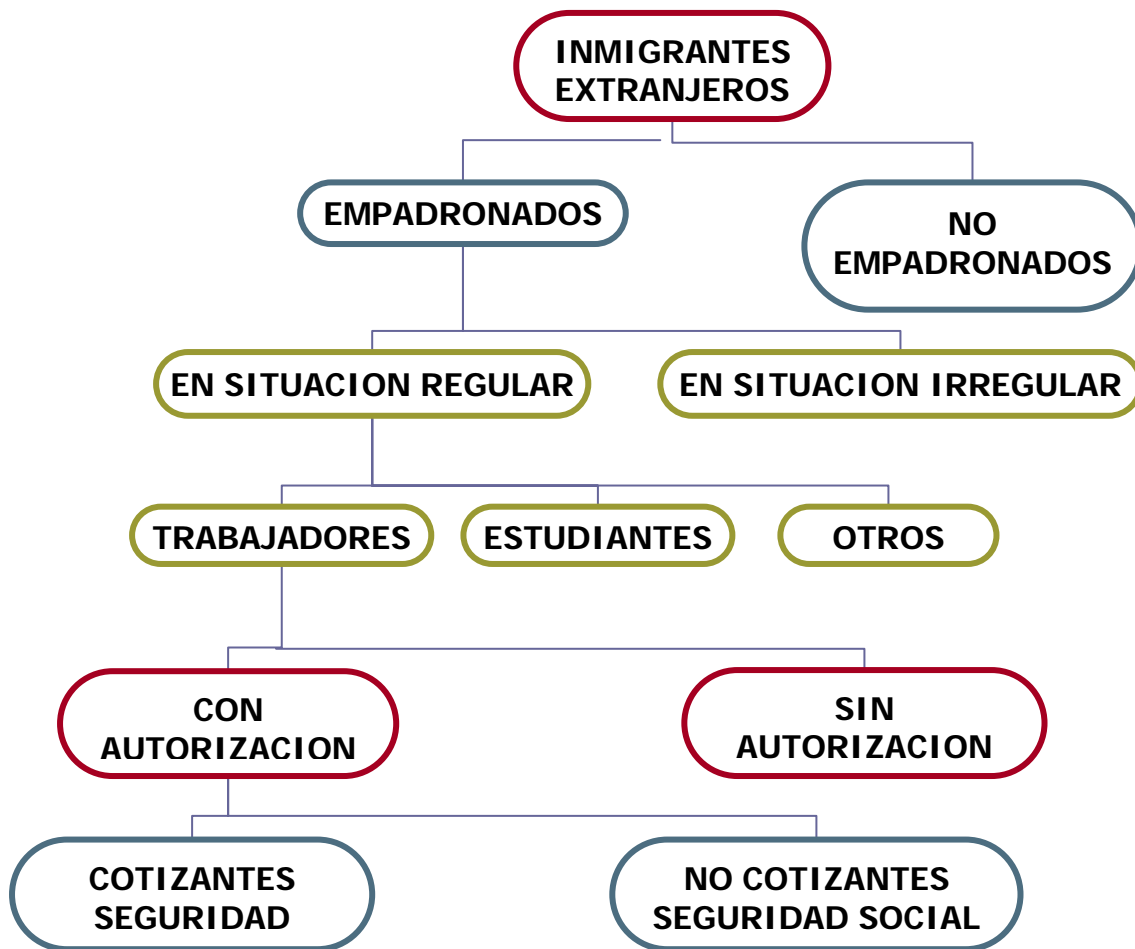 INMIGRANTES
EXTRANJEROS
EMPADRONADOS
NO
EMPADRONADOS
EN SITUACION REGULAR
EN SITUACION IRREGULAR
TRABAJADORES
ESTUDIANTES
OTROS
CON
AUTORIZACION
SIN
AUTORIZACION
COTIZANTES
SEGURIDAD
NO COTIZANTES
SEGURIDAD SOCIAL